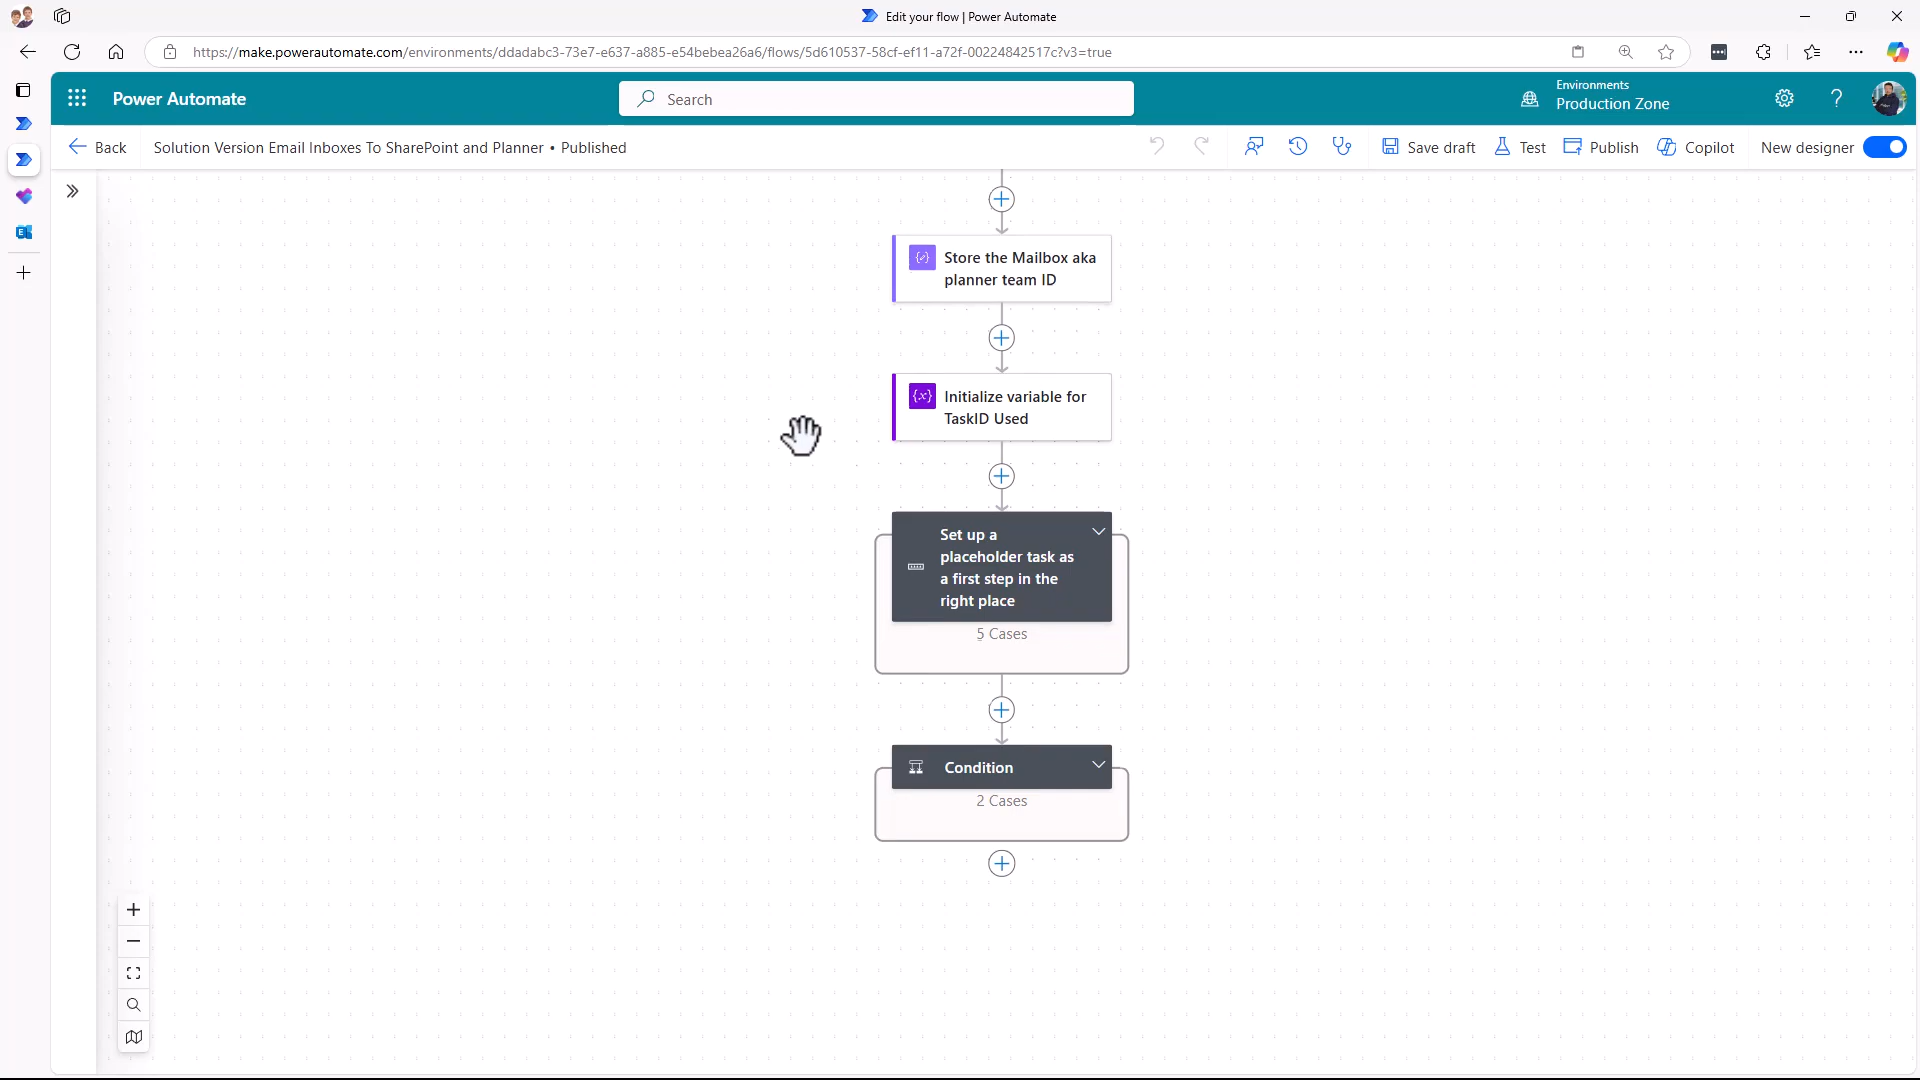 Edit your flow | Power Automate
https://make.powerautomate.com/environments/ddadabc3-73e7-e637-a885-e54bebea26a6/flows/5d610537-58cf-ef11-a72f-00224842517c?v3=true
Power Automate
Search
Environments
Production Zone
Back
Solution Version Email Inboxes To SharePoint and Planner • Published
Save draft
Test
Publish
Copilot
New designer
Store the Mailbox aka
planner team ID
Initialize variable for
TaskID Used
Set up a
placeholder task as
a first step in the
right place
5 Cases
Condition
2 Cases